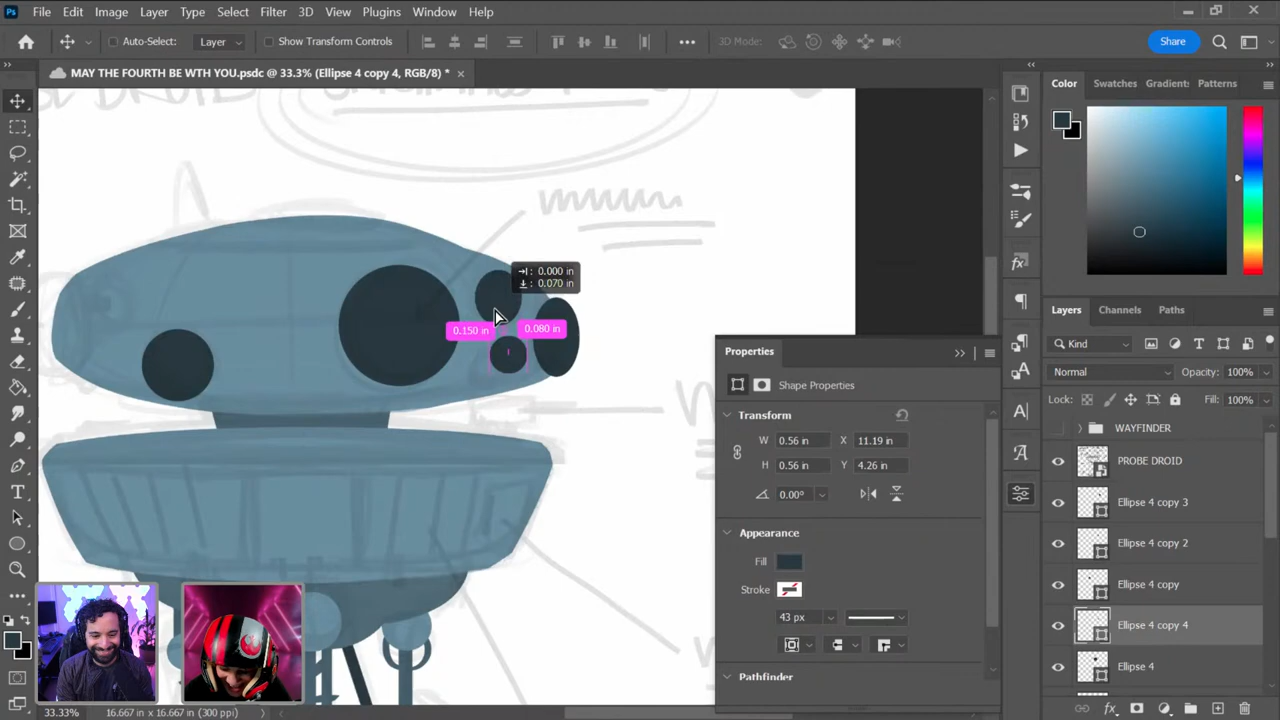 Ps File Edit Image Layer Type Select Filter 3D View Plugins Window Help
Auto-Select: Layer Show Transform Controls 3D Mode: Share
MAY THE FOURTH BE WTH YOU.psdc @ 33.3% (Ellipse 4 copy 4, RGB/8) *
Color Swatches Gradient: Patterns
→|: 0.000 in
0.070 in
0.150 in 0.080 in
Layers Channels Paths
Kind
Normal Opacity: 100%
Lock: Fill: 100%
WAYFINDER
PROBE DROID
Ellipse 4 copy 3
Ellipse 4 copy 2
Ellipse 4 copy
Ellipse 4 copy 4
Ellipse 4
Properties
Shape Properties
Transform
W 0.56 in X 11.19 in
H 0.56 in Y 4.26 in
0.00°
Appearance
Fill
Stroke
43 px
Pathfinder
33.33% 16.667 in x 16.667 in (300 ppi)